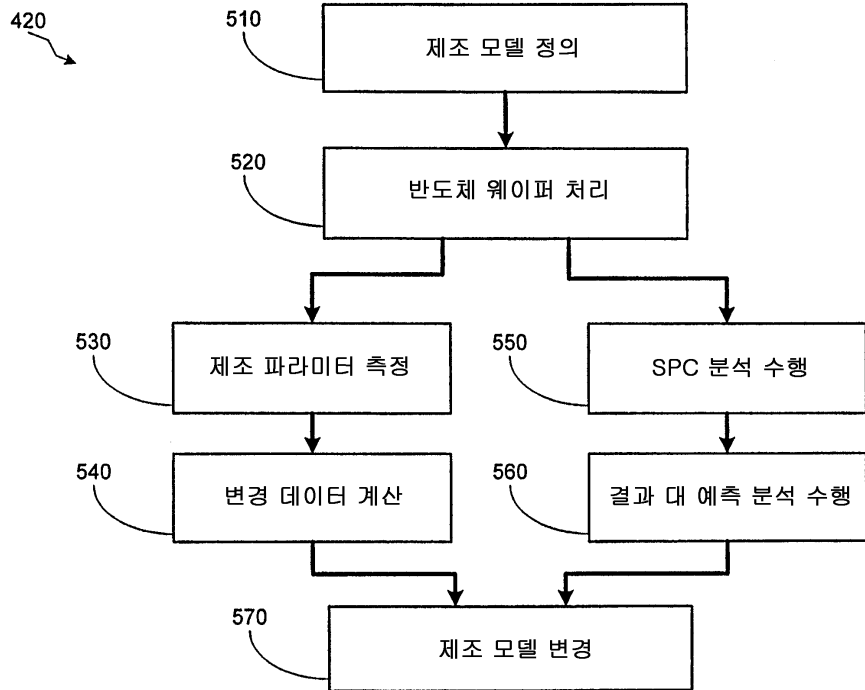 420
510
제조 모델 정의
520
반도체 웨이퍼 처리
530
제조 파라미터 측정
550
SPC 분석 수행
540
변경 데이터 계산
560
결과 대 예측 분석 수행
570
제조 모델 변경